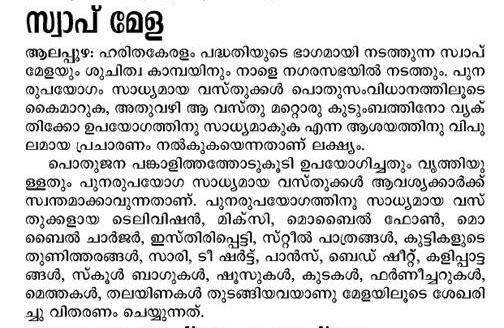 സ്വാപ് മേള
ആലപ്പുഴ: ഹരിതകേരളം പദ്ധതിയുടെ ഭാഗമായി നടത്തുന്ന സ്വാപ്
മേളയും ശുചിത്വ കാമ്പയിനും നാളെ നഗരസഭയിൽ നടത്തും. പുന
രുപയോഗം സാധ്യമായ വസ്തുക്കൾ പൊതുസംവിധാനത്തിലൂടെ
കൈമാറുക, അതുവഴി ആ വസ്തു മറ്റൊരു കുടുംബത്തിനോ വ്യക്
തിക്കോ ഉപയോഗത്തിനു സാധ്യമാകുക എന്ന ആശയത്തിനു വിപു
ലമായ പ്രചാരണം നൽകുകയെന്നതാണ് ലക്ഷ്യം.
പൊതുജന പങ്കാളിത്തത്തോടുകൂടി ഉപയോഗിച്ചതും വൃത്തിയു
ള്ളതും പുനരുപയോഗ സാധ്യമായ വസ്തുക്കൾ ആവശ്യക്കാർക്ക്
സ്വന്തമാക്കാവുന്നതാണ്. പുനരുപയോഗത്തിനു സാധ്യമായ വസ്
തുക്കളായ ടെലിവിഷൻ, മിക്സി, മൊബൈൽ ഫോൺ, മൊ
ബൈൽ ചാർജർ, ഇസ്തിരിപ്പെട്ടി, സ്റ്റീൽ പാത്രങ്ങൾ, കുട്ടികളുടെ
തുണിത്തരങ്ങൾ, സാരി, ടീ ഷർട്ട്, പാൻസ്, ബെഡ് ഷീറ്റ്, കളിപ്പാട്ട
ങ്ങൾ, സ്കൂൾ ബാഗുകൾ, ഷൂസുകൾ, കുടകൾ, ഫർണീച്ചറുകൾ,
മെത്തകൾ, തലയിണകൾ തുടങ്ങിയവയാണു മേളയിലൂടെ ശേഖരി
ച്ചു വിതരണം ചെയ്യുന്നത്.